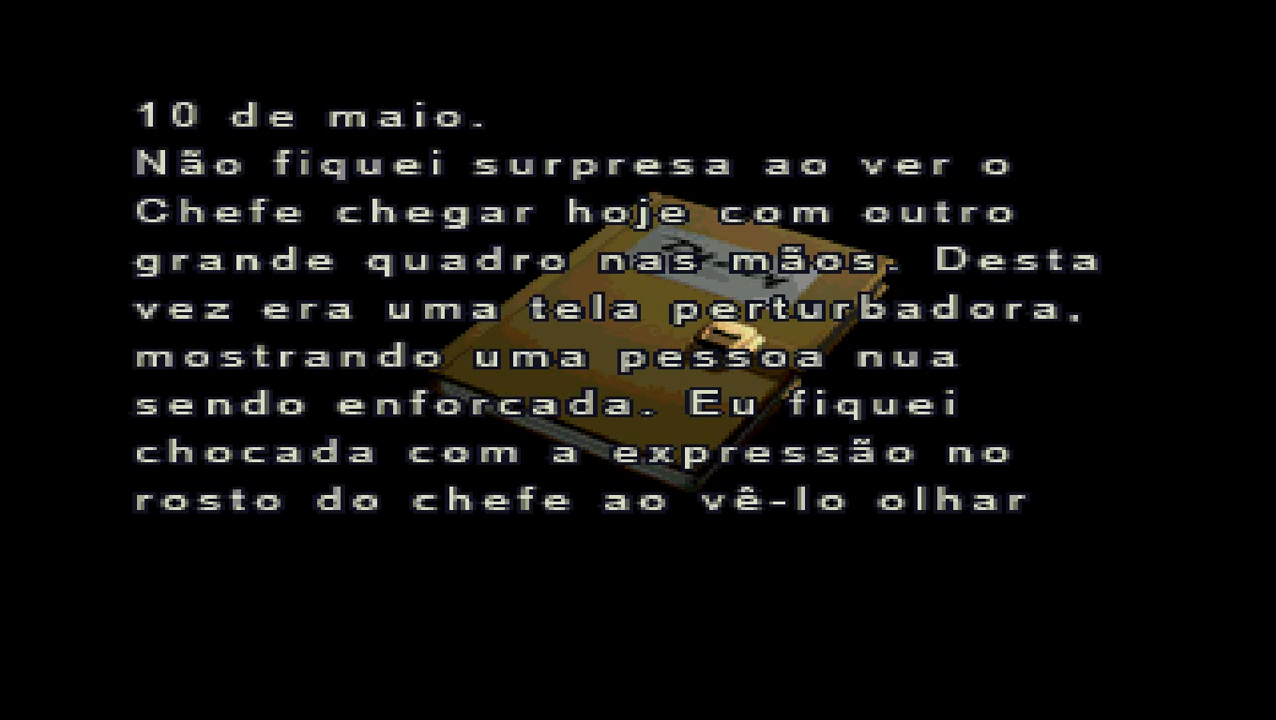 10 de maio.
Não fiquei surpresa ao ver o
Chefe chegar hoje com outro
grande quadro nas mãos. Desta
vez era uma tela perturbadora,
mostrando uma pessoa nua
sendo enforcada. Eu fiquei
chocada com a expressão no
rosto do chefe ao vê-lo olhar